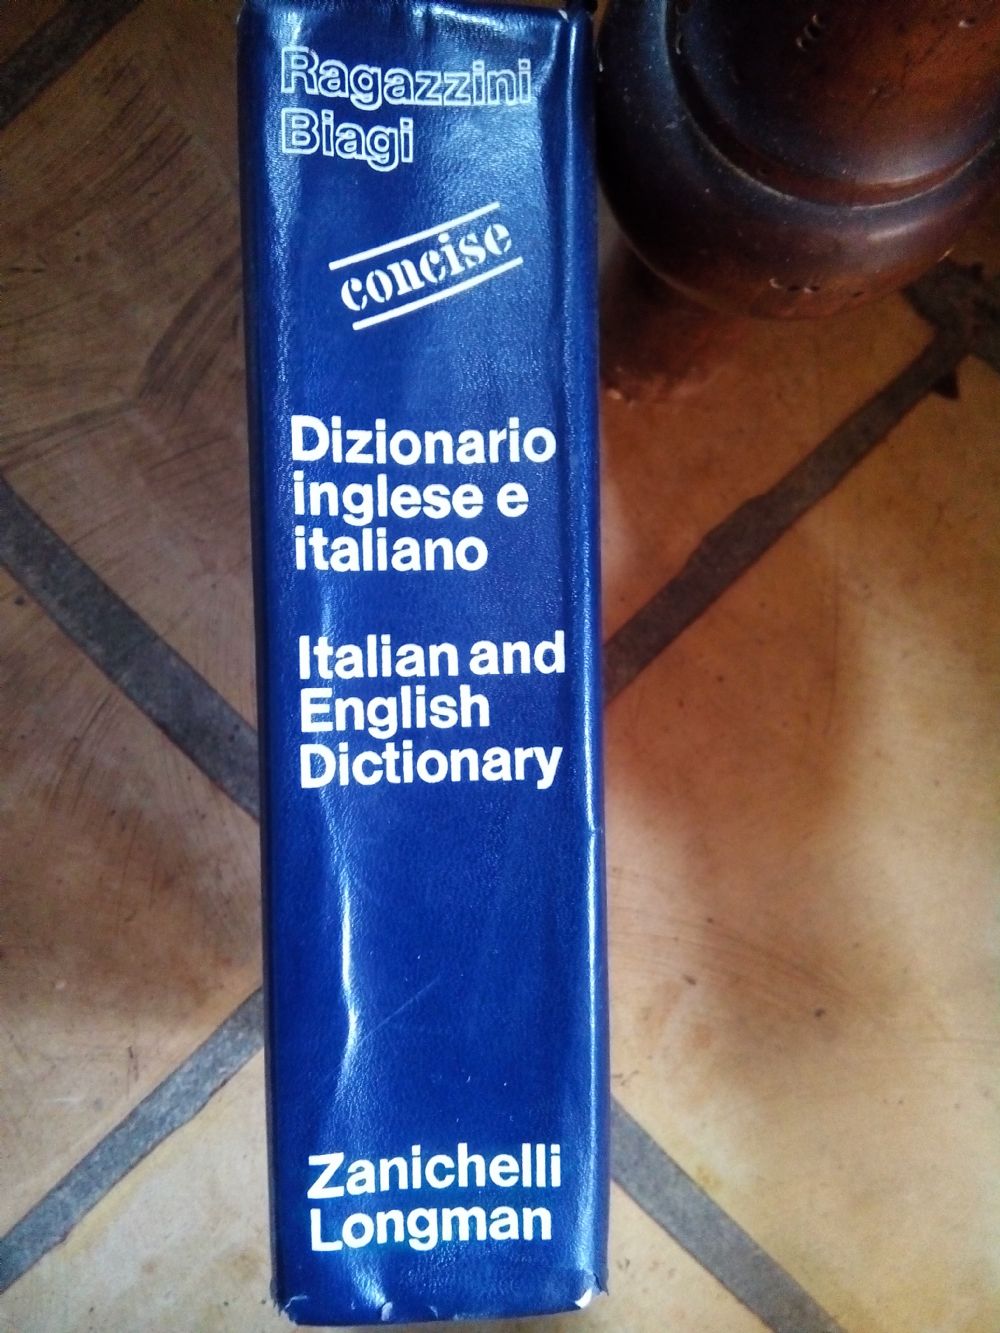 Ragazzini
Biagi
concise
Dizionario
inglese e
italiano
Italian and
English
Dictionary
Zanichelli
Longman